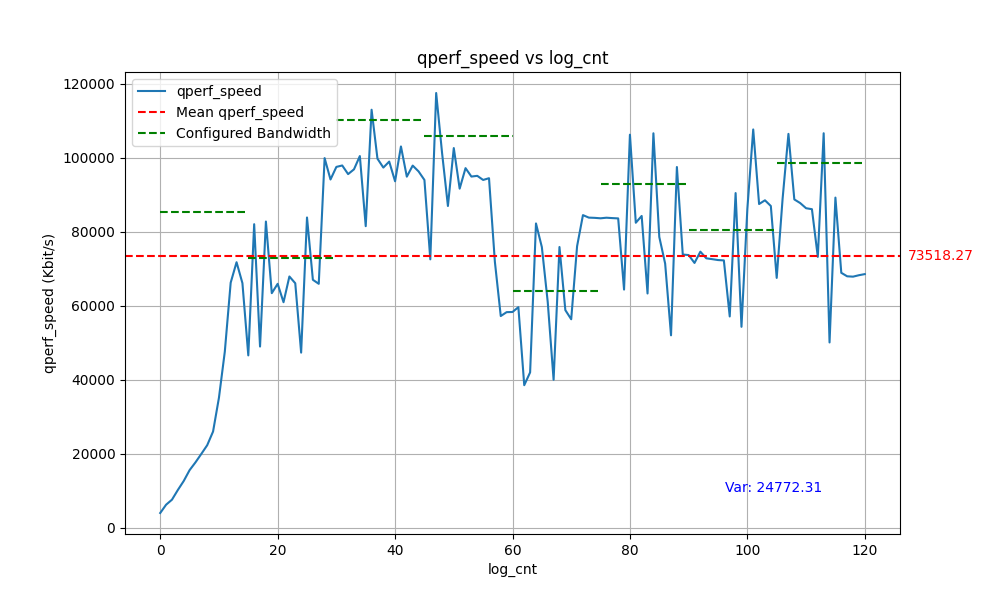 qperf_speed vs log_cnt
qperf_speed
Mean qperf_speed
Configured Bandwidth
qperf_speed (Kbit/s)
120000
100000
80000
60000
40000
20000
0
73518.27
Var: 24772.31
0 20 40 60 80 100 120
log_cnt